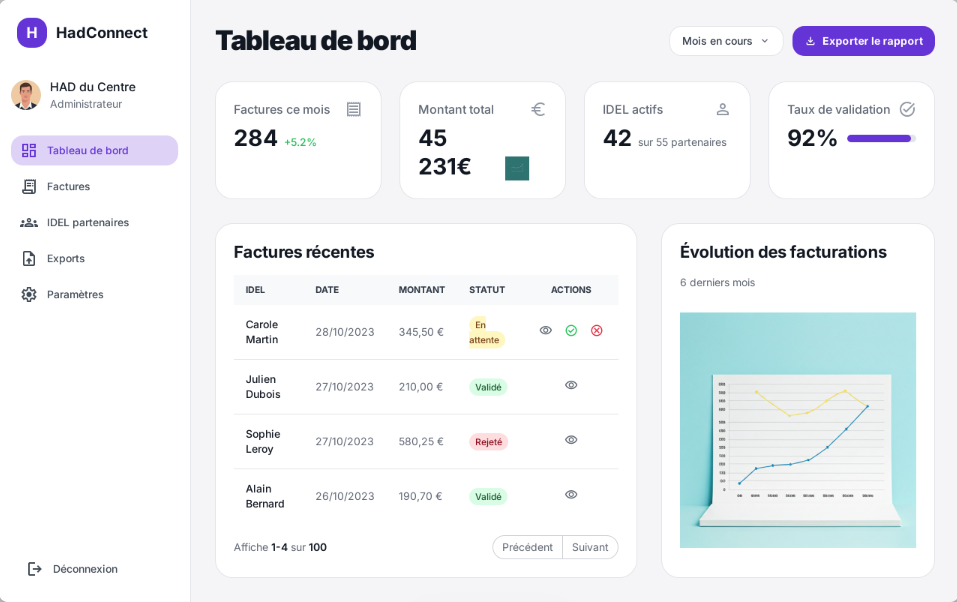 H HadConnect
HAD du Centre
Administrateur
Tableau de bord
Factures
IDEL partenaires
Exports
Paramètres
Déconnexion
Tableau de bord
Mois en cours
Exporter le rapport
Factures ce mois
284 +5.2%
Montant total
45
231€
IDEL actifs
42 sur 55 partenaires
Taux de validation
92%
Factures récentes
IDEL DATE MONTANT STATUT ACTIONS
Carole
Martin
28/10/2023 345,50 €
En
attente
Julien
Dubois
27/10/2023 210,00 € Validé
Sophie
Leroy
27/10/2023 580,25 € Rejeté
Alain
Bernard
26/10/2023 190,70 € Validé
Affiche 1-4 sur 100
Précédent Suivant
Évolution des facturations
6 derniers mois